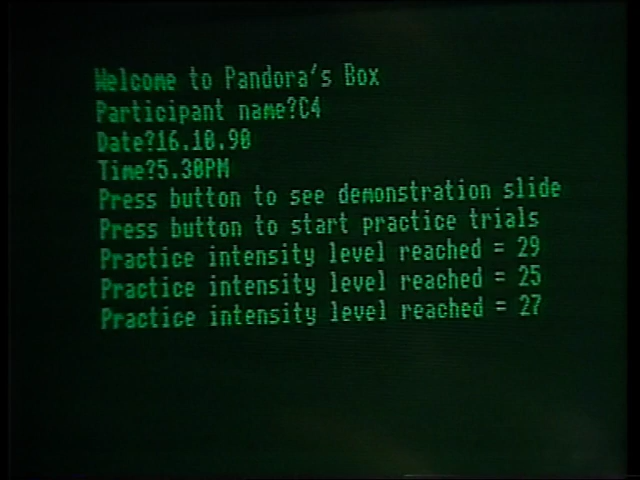 Welcome to Pandora's Box
Participant name?C4
Date?16.10.90
Time?5.30PM
Press button to see demonstration slide
Press button to start practice trials
Practice intensity level reached = 29
Practice intensity level reached = 25
Practice intensity level reached = 27